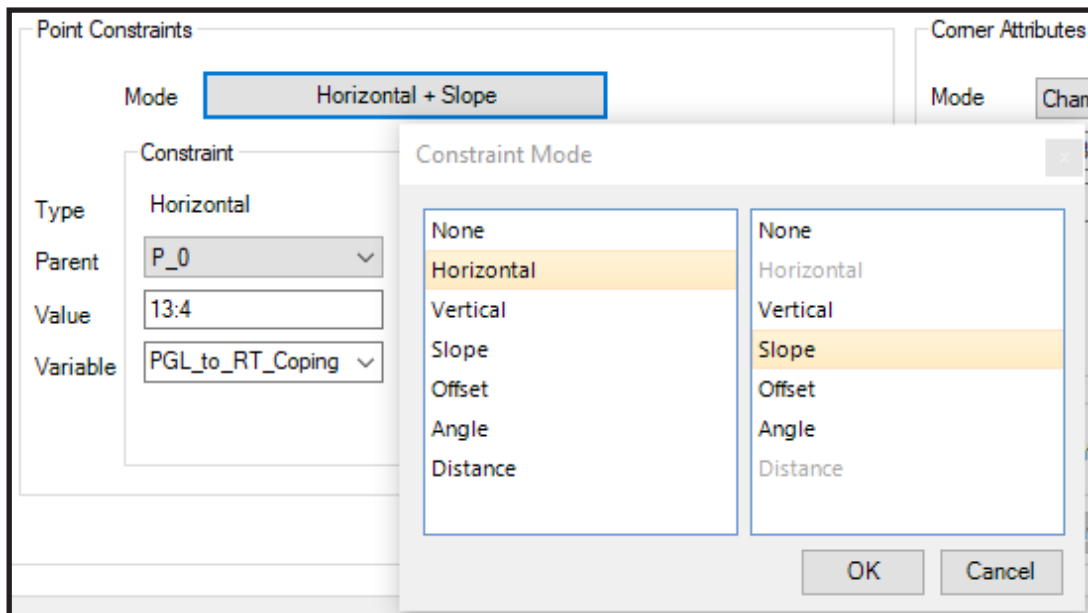 Point Constraints
Mode
Horizontal + Slope
Constraint
Type
Horizontal
Parent
P_0
Value
13:4
Variable
PGL_to_RT_Coping
Corner Attributes
Mode
Constraint Mode
x
None
Horizontal
Vertical
Slope
Offset
Angle
Distance
None
Horizontal
Vertical
Slope
Offset
Angle
Distance
OK
Cancel